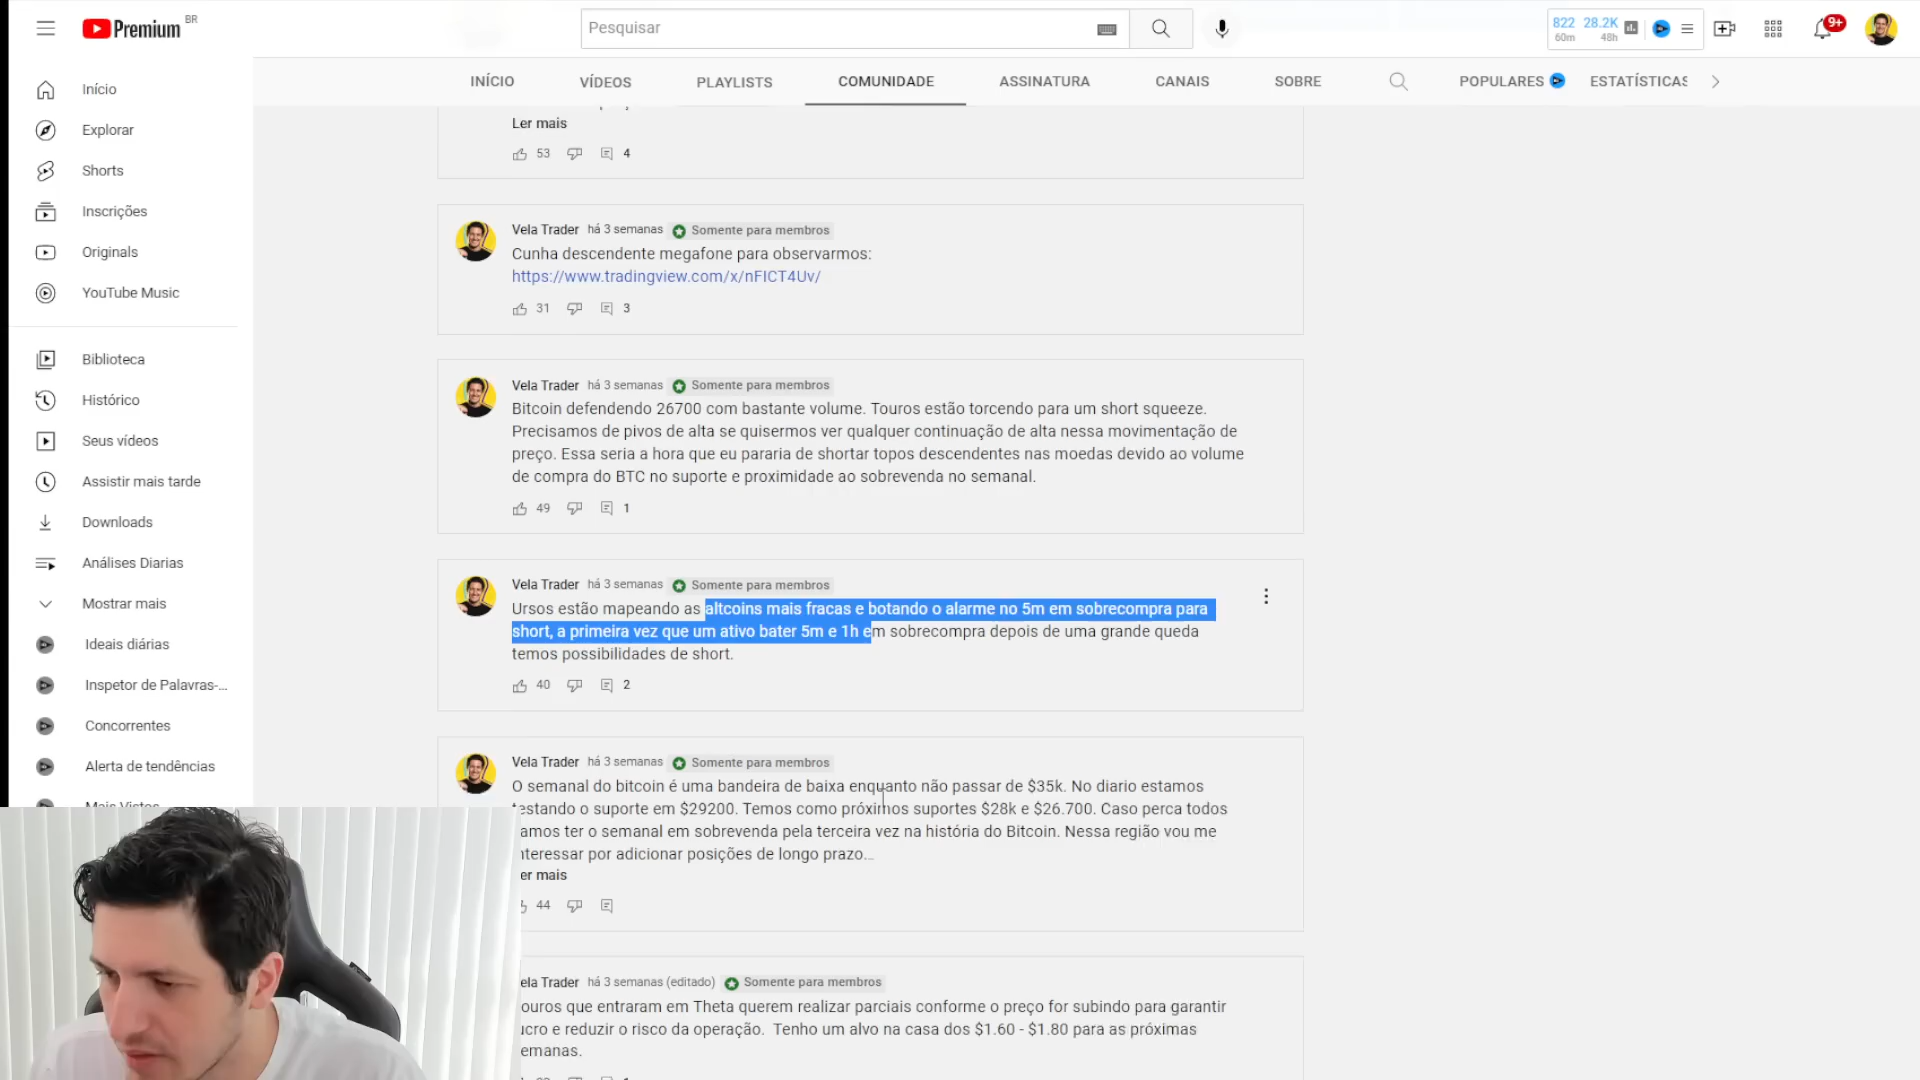 Premium BR
Pesquisar
822 28.2K
60m 48h
9+
Início
Explorar
Shorts
Inscrições
Originals
YouTube Music
Biblioteca
Histórico
Seus vídeos
Assistir mais tarde
Downloads
Análises Diarias
Mostrar mais
Ideais diárias
Inspetor de Palavras-...
Concorrentes
Alerta de tendências
Mais Vistos
INÍCIO VÍDEOS PLAYLISTS COMUNIDADE ASSINATURA CANAIS SOBRE POPULARES ESTATÍSTICAS
Ler mais
53 4
Vela Trader há 3 semanas Somente para membros
Cunha descendente megafone para observarmos:
https://www.tradingview.com/x/nFICT4Uv/
31 3
Vela Trader há 3 semanas Somente para membros
Bitcoin defendendo 26700 com bastante volume. Touros estão torcendo para um short squeeze.
Precisamos de pivos de alta se quisermos ver qualquer continuação de alta nessa movimentação de
preço. Essa seria a hora que eu pararia de shortar topos descendentes nas moedas devido ao volume
de compra do BTC no suporte e proximidade ao sobrevenda no semanal.
49 1
Vela Trader há 3 semanas Somente para membros
Ursos estão mapeando as altcoins mais fracas e botando o alarme no 5m em sobrecompra para
short, a primeira vez que um ativo bater 5m e 1h em sobrecompra depois de uma grande queda
temos possibilidades de short.
40 2
Vela Trader há 3 semanas Somente para membros
O semanal do bitcoin é uma bandeira de baixa enquanto não passar de $35k. No diario estamos
estando o suporte em $29200. Temos como próximos suportes $28k e $26.700. Caso perca todos
amos ter o semanal em sobrevenda pela terceira vez na história do Bitcoin. Nessa região vou me
nteressar por adicionar posições de longo prazo...
er mais
44
ela Trader há 3 semanas (editado) Somente para membros
ouros que entraram em Theta querem realizar parciais conforme o preço for subindo para garantir
ucro e reduzir o risco da operação. Tenho um alvo na casa dos $1.60 - $1.80 para as próximas
emanas.